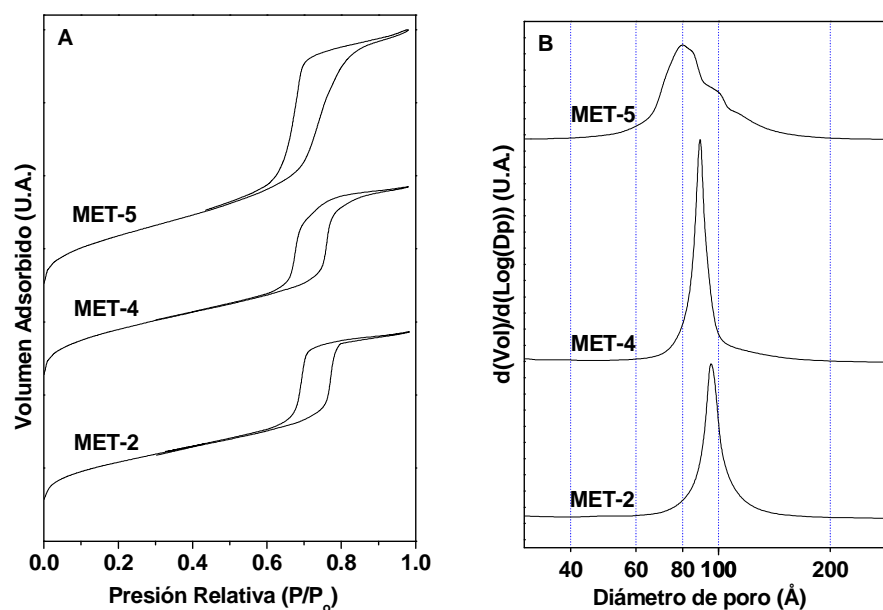 A
Volumen Adsorbido (U.A.)
MET-5
MET-4
MET-2
0.0 0.2 0.4 0.6 0.8 1.0
Presión Relativa (P/Po)
B
d(Vol)/d(Log(Dp)) (U.A.)
MET-5
MET-4
MET-2
40 60 80 100 200
Diámetro de poro (Å)